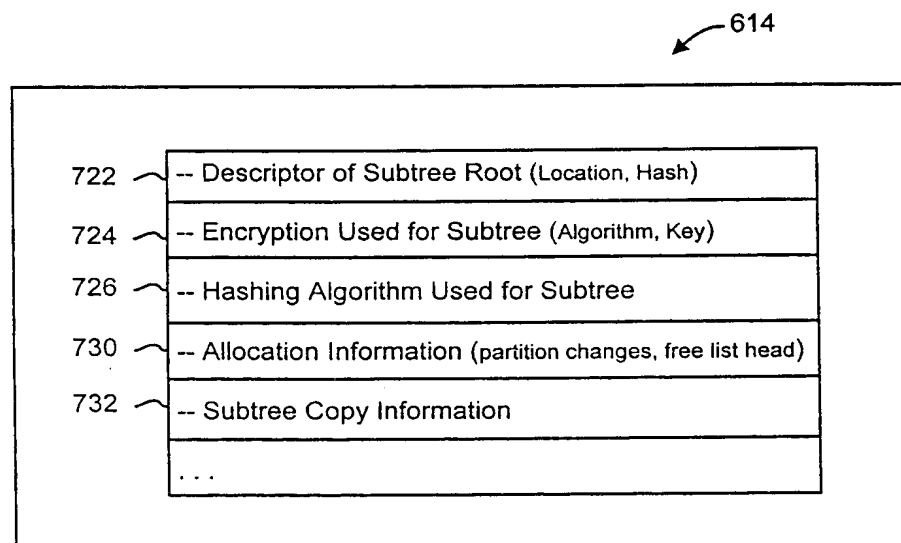 614
722 -- Descriptor of Subtree Root (Location, Hash)
724 -- Encryption Used for Subtree (Algorithm, Key)
726 -- Hashing Algorithm Used for Subtree
730 -- Allocation Information (partition changes, free list head)
732 -- Subtree Copy Information
. . .